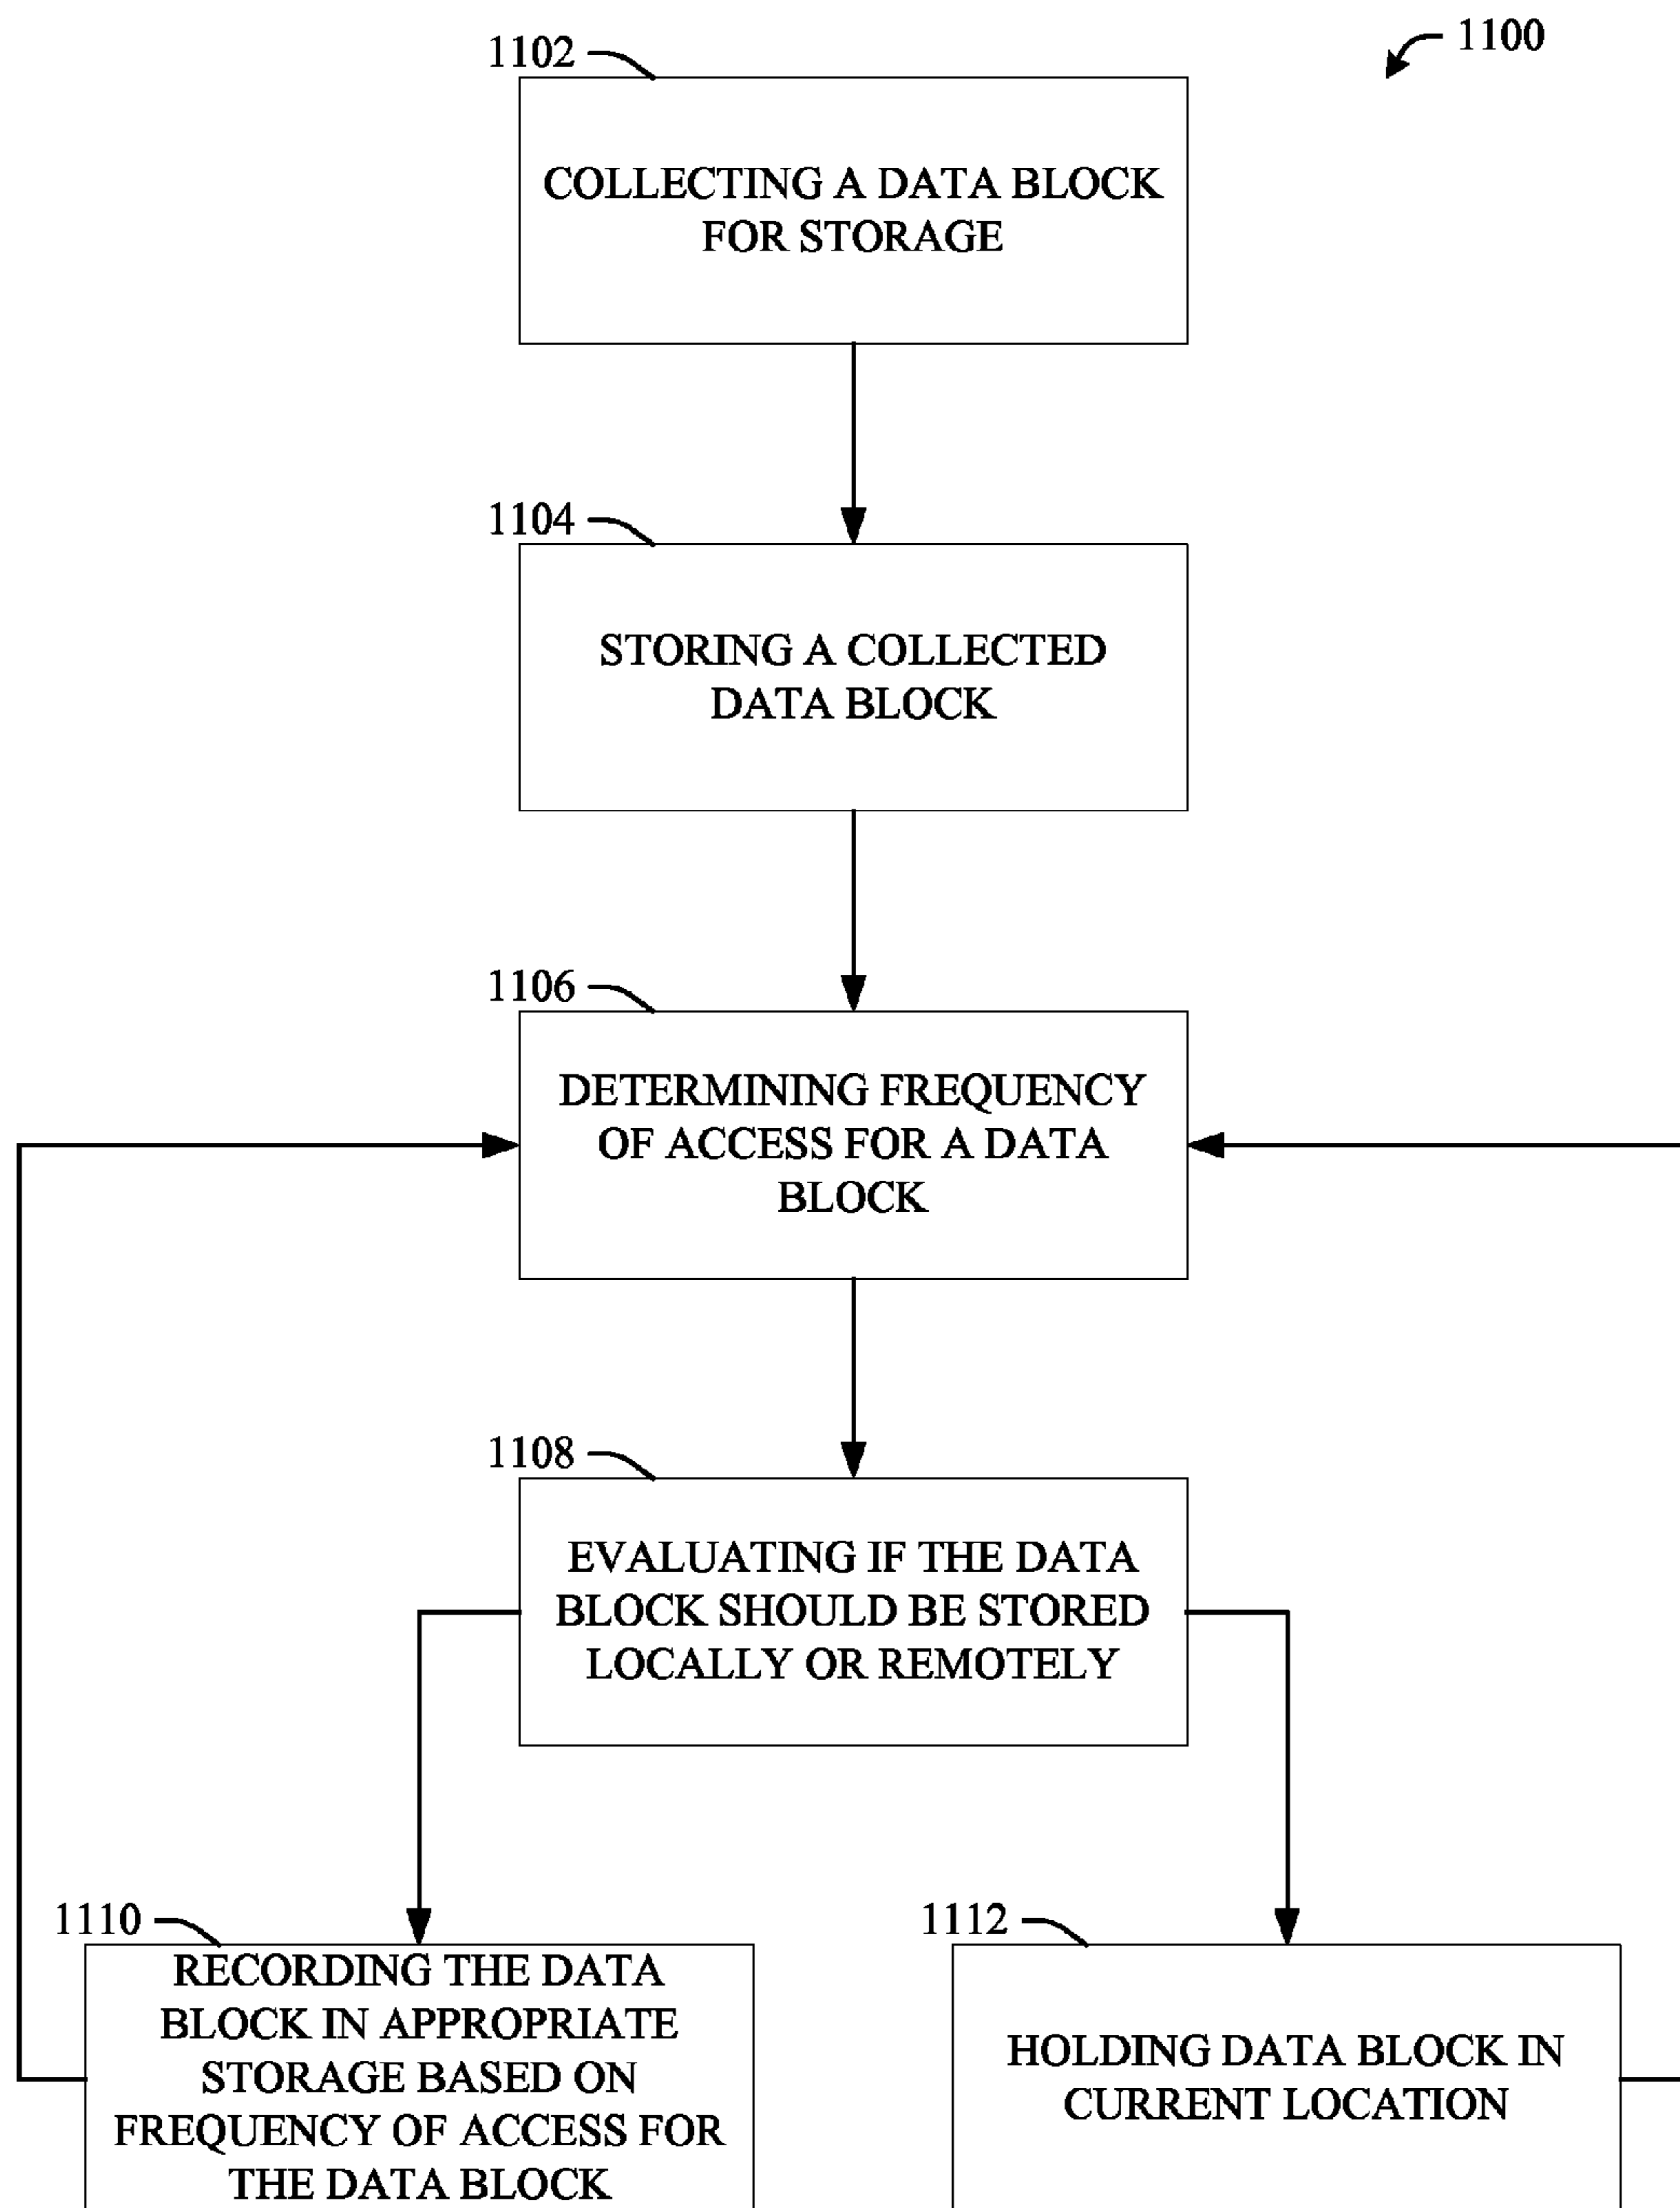 1100
1102
COLLECTING A DATA BLOCK
FOR STORAGE
1104
STORING A COLLECTED
DATA BLOCK
1106
DETERMINING FREQUENCY
OF ACCESS FOR A DATA
BLOCK
1108
EVALUATING IF THE DATA
BLOCK SHOULD BE STORED
LOCALLY OR REMOTELY
1110
RECORDING THE DATA
BLOCK IN APPROPRIATE
STORAGE BASED ON
FREQUENCY OF ACCESS FOR
THE DATA BLOCK
1112
HOLDING DATA BLOCK IN
CURRENT LOCATION